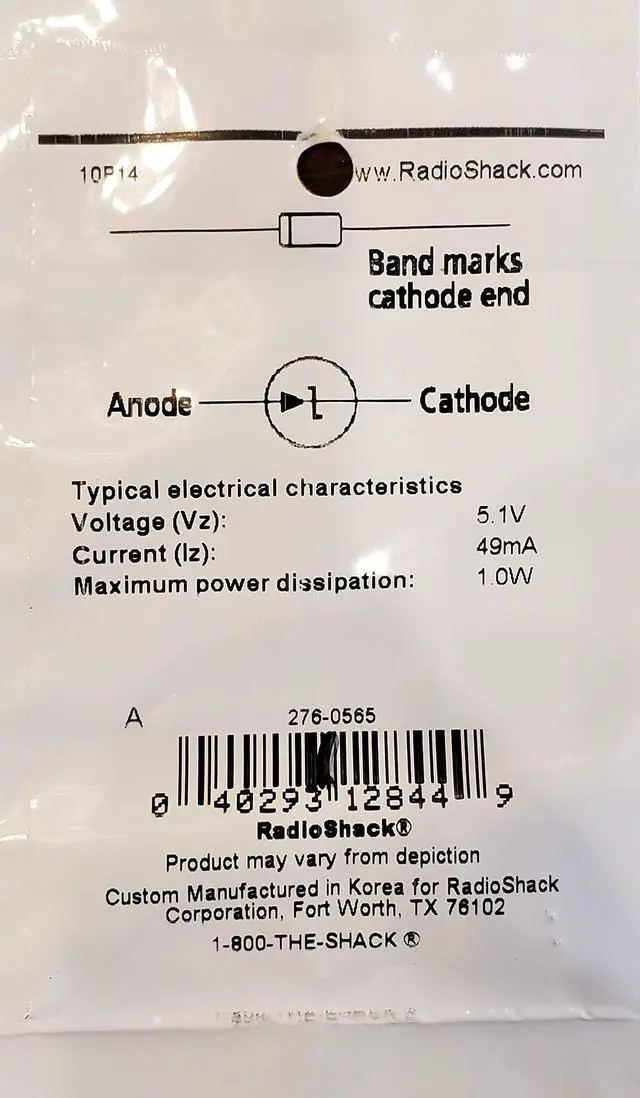 10P14
ww.RadioShack.com
Band marks
cathode end
Anode
Cathode
Typical electrical characteristics
Voltage (Vz): 5.1V
Current (Iz): 49mA
Maximum power dissipation: 1.0W
A
276-0565
0 40293 12844 9
RadioShack®
Product may vary from depiction
Custom Manufactured in Korea for RadioShack
Corporation, Fort Worth, TX 76102
1-800-THE-SHACK ®